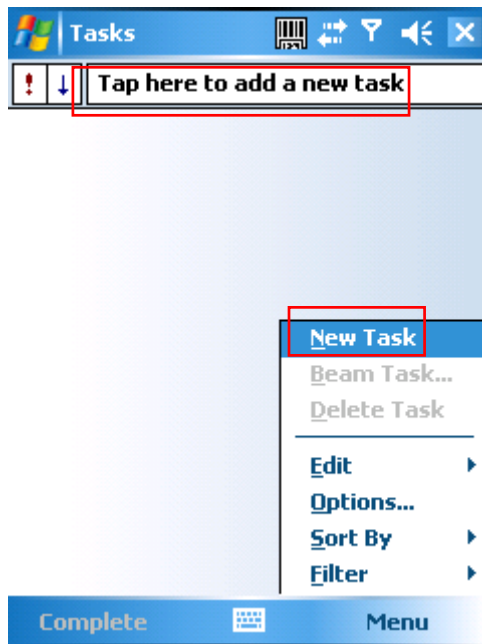 Tasks
Tap here to add a new task
New Task
Beam Task...
Delete Task
Edit
Options...
Sort By
Filter
Complete
Menu